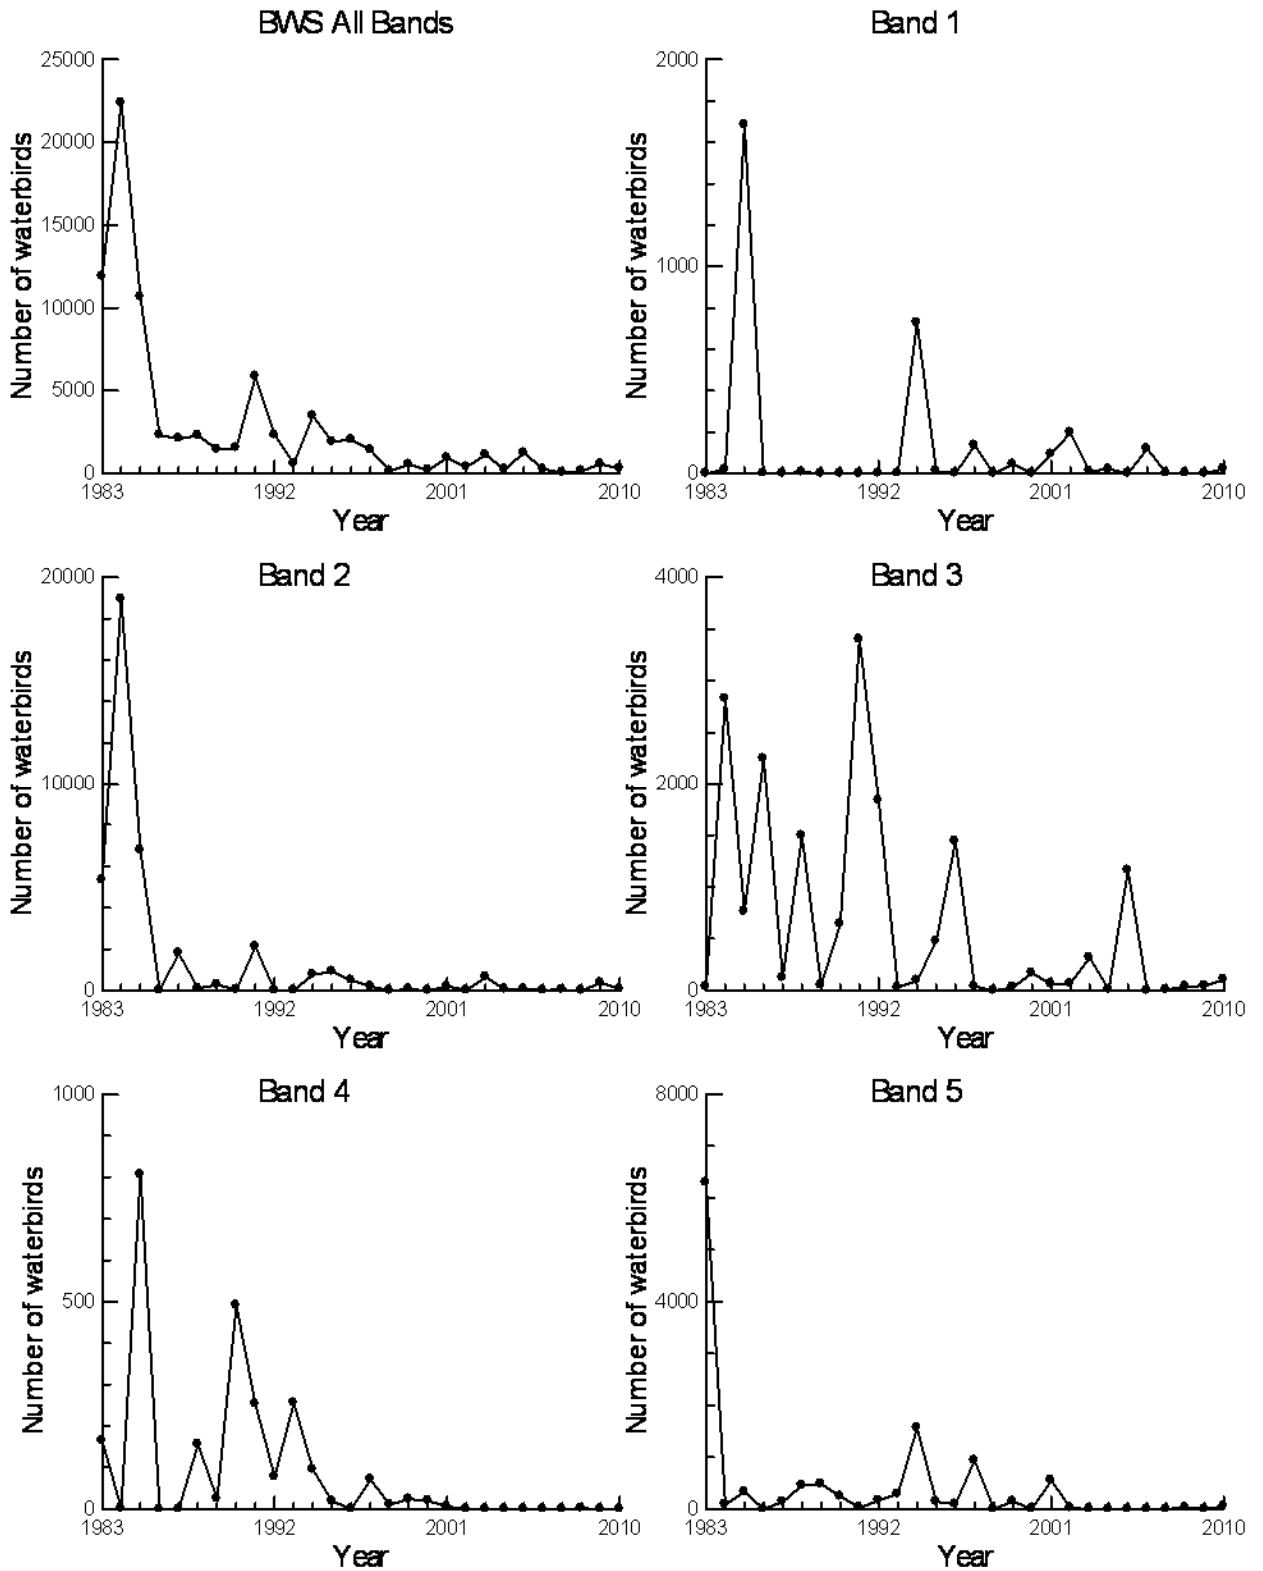 BWS All Bands
25000
20000
15000
10000
5000
0
Number of waterbirds
1983 1992 2001 2010
Year
Band 1
2000
1000
0
Number of waterbirds
1983 1992 2001 2010
Year
Band 2
20000
10000
0
Number of waterbirds
1983 1992 2001 2010
Year
Band 3
4000
2000
0
Number of waterbirds
1983 1992 2001 2010
Year
Band 4
1000
500
0
Number of waterbirds
1983 1992 2001 2010
Year
Band 5
8000
4000
0
Number of waterbirds
1983 1992 2001 2010
Year